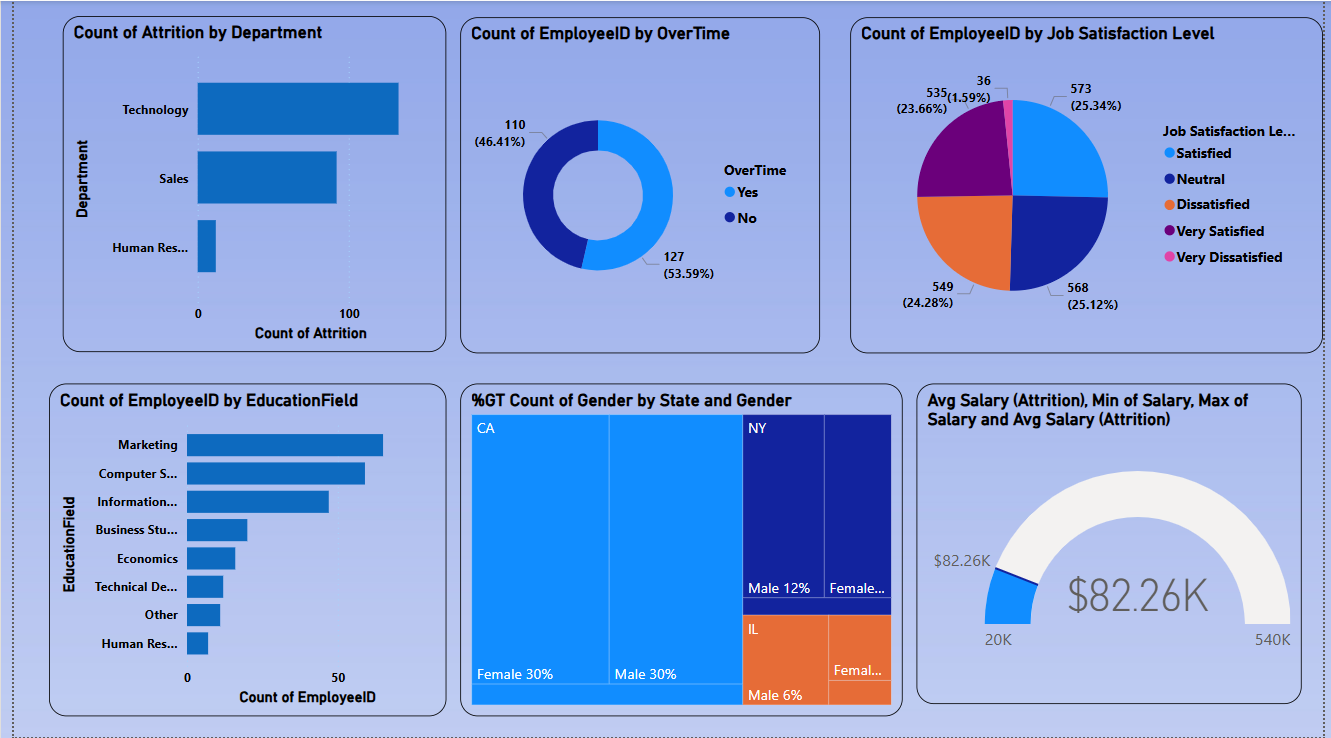 Count of Attrition by Department
Department
Technology
Sales
Human Res...
0
100
Count of Attrition
Count of EmployeeID by OverTime
110
(46.41%)
127
(53.59%)
OverTime
Yes
No
Count of EmployeeID by Job Satisfaction Level
36
(1.59%)
535
(23.66%)
573
(25.34%)
549
(24.28%)
568
(25.12%)
Job Satisfaction Le...
Satisfied
Neutral
Dissatisfied
Very Satisfied
Very Dissatisfied
Count of EmployeeID by EducationField
EducationField
Marketing
Computer S...
Information...
Business Stu...
Economics
Technical De...
Other
Human Res...
0
50
Count of EmployeeID
%GT Count of Gender by State and Gender
CA
Female 30%
Male 30%
NY
Male 12%
Female...
IL
Male 6%
Femal...
Avg Salary (Attrition), Min of Salary, Max of
Salary and Avg Salary (Attrition)
$82.26K
$82.26K
20K
540K